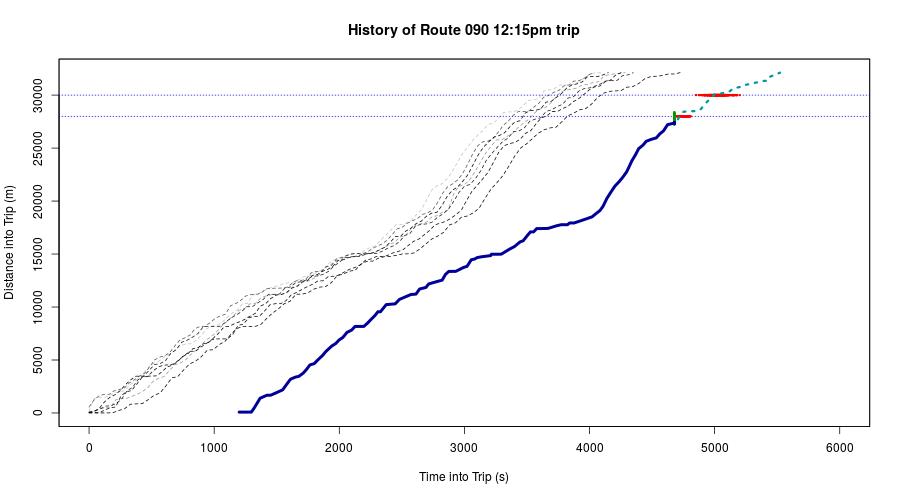 History of Route 090 12:15pm trip
Distance into Trip (m)
30000
25000
20000
15000
10000
5000
0
0 1000 2000 3000 4000 5000 6000
Time into Trip (s)